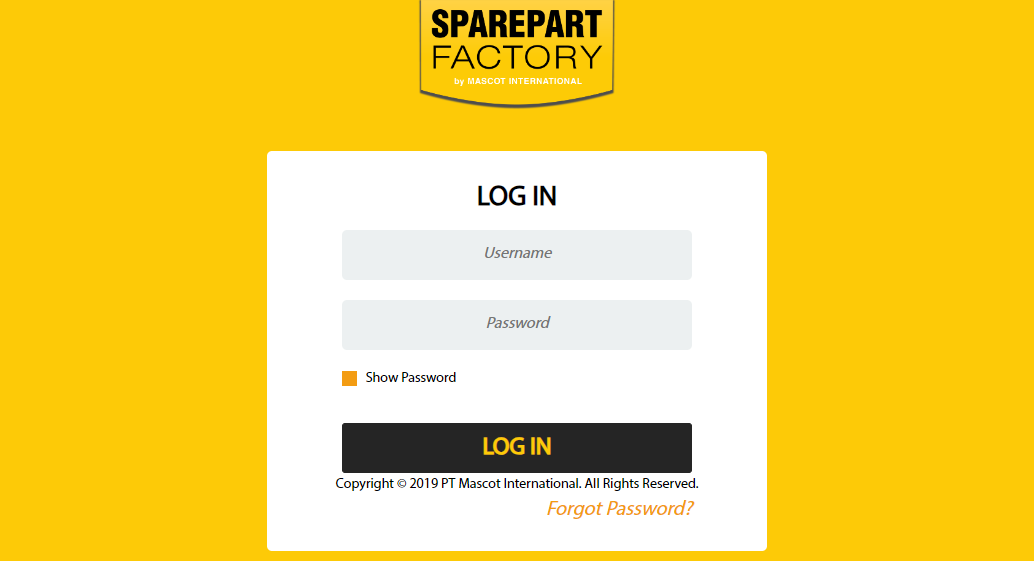 SPAREPART
FACTORY
by MASCOT INTERNATIONAL
LOG IN
Username
Password
Show Password
LOG IN
Copyright © 2019 PT Mascot International. All Rights Reserved.
Forgot Password?